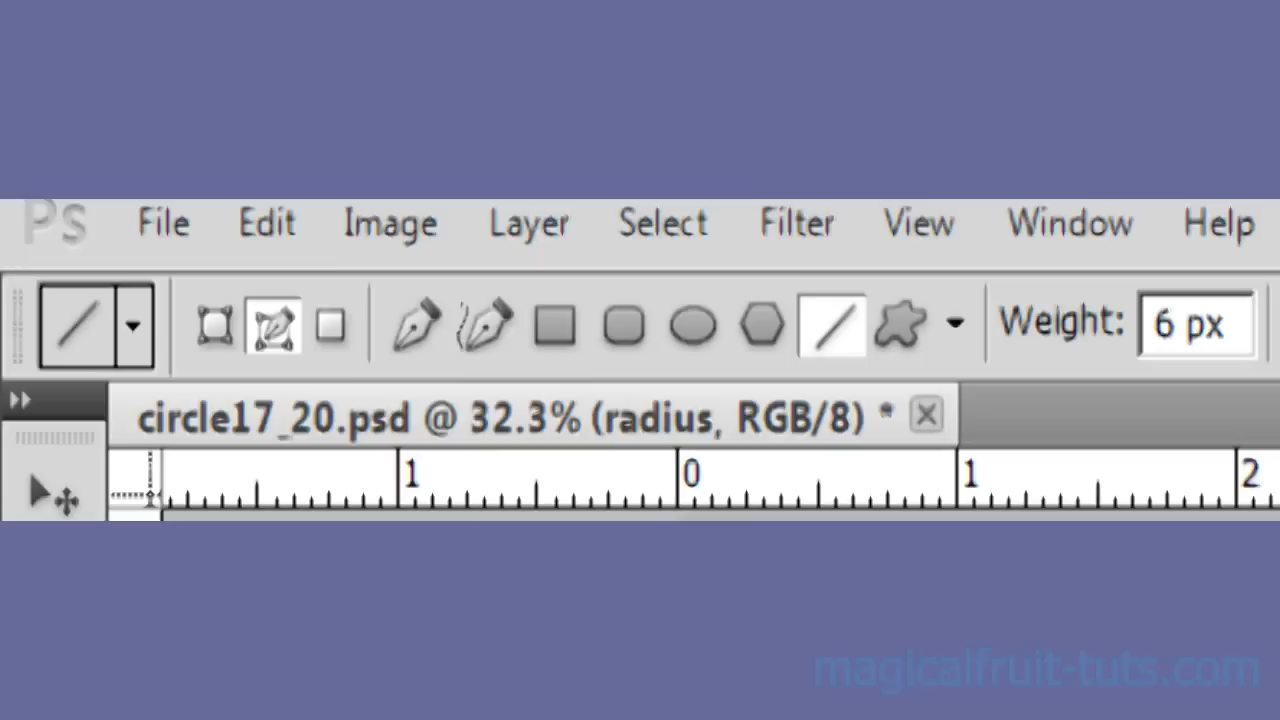 Ps File Edit Image Layer Select Filter View Window Help
Weight: 6 px
circle17_20.psd @ 32.3% (radius, RGB/8) *
1 0 1 2
magicalfruit-tuts.com